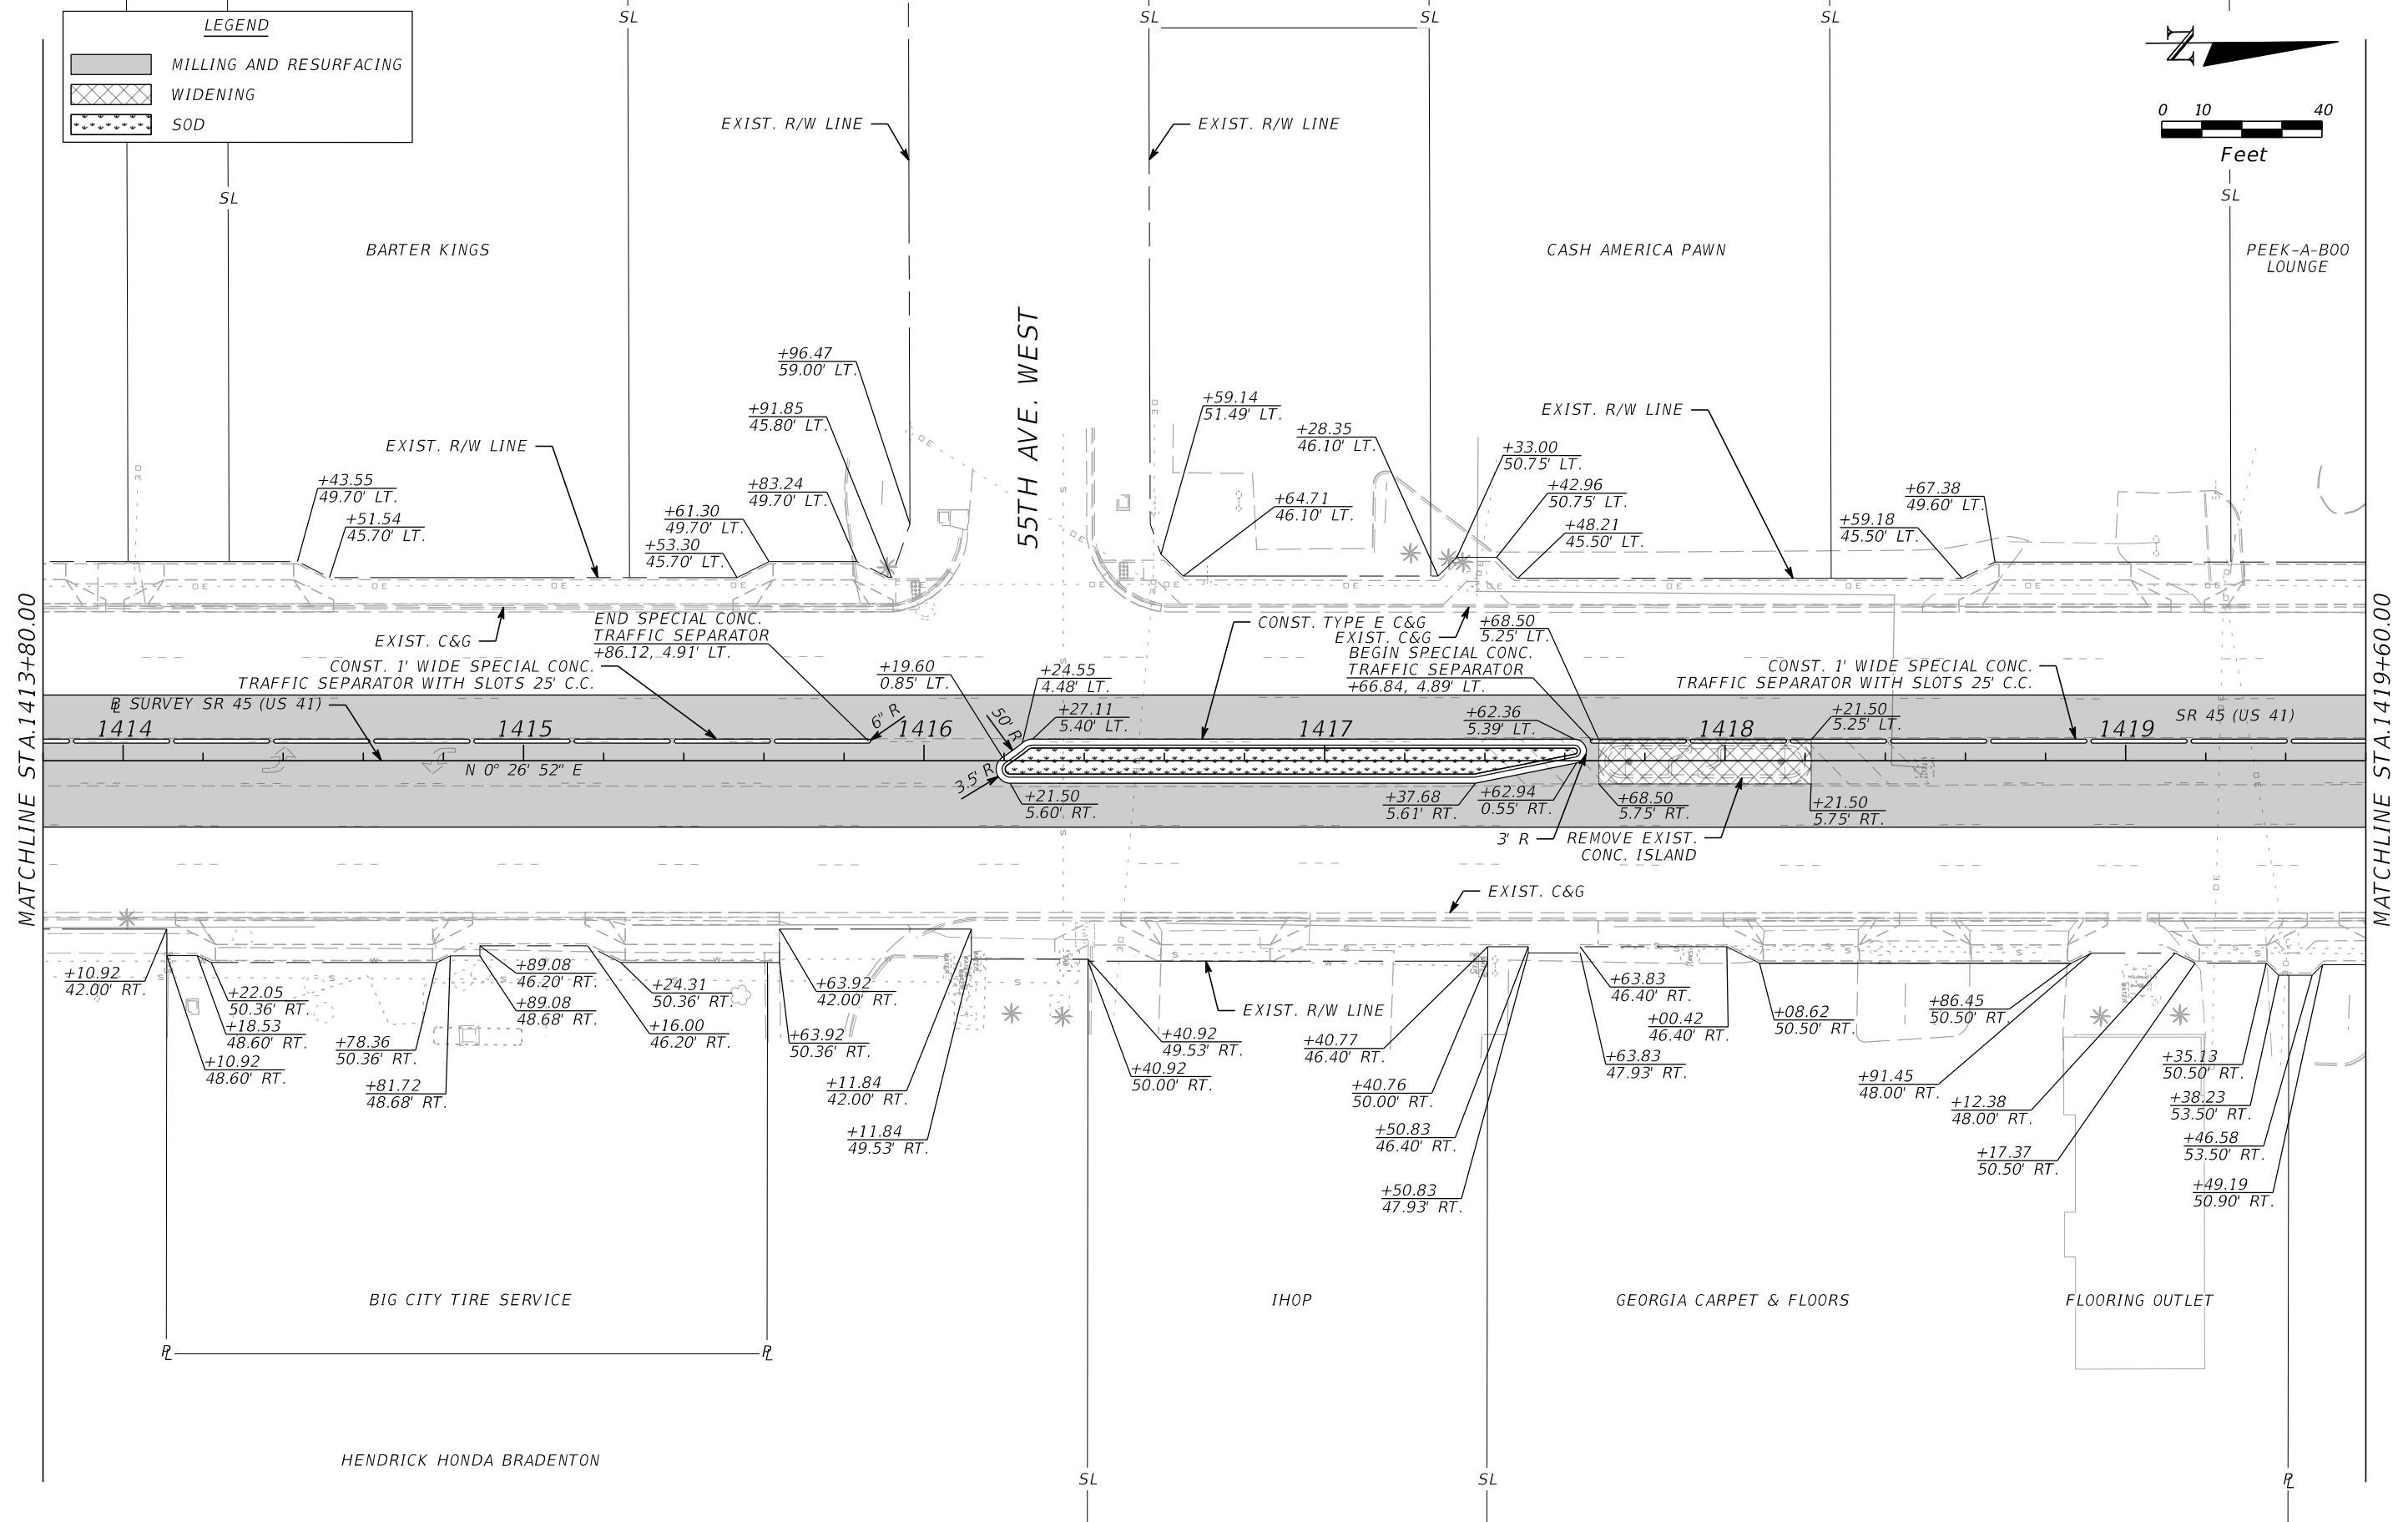 SL
SL
SL
SL
LEGEND
MILLING AND RESURFACING
WIDENING
SOD
N
0 10 40
Feet
EXIST. R/W LINE
EXIST. R/W LINE
SL
SL
BARTER KINGS
CASH AMERICA PAWN
PEEK-A-BOO
LOUNGE
55TH AVE. WEST
+96.47
59.00' LT.
+91.85
45.80' LT.
+83.24
49.70' LT.
EXIST. R/W LINE
+43.55
49.70' LT.
+51.54
45.70' LT.
+61.30
49.70' LT.
+53.30
45.70' LT.
+59.14
51.49' LT.
+28.35
46.10' LT.
+64.71
46.10' LT.
EXIST. R/W LINE
+33.00
50.75' LT.
+42.96
50.75' LT.
+48.21
45.50' LT.
+67.38
49.60' LT.
+59.18
45.50' LT.
MATCHLINE STA.1413+80.00
MATCHLINE STA.1419+60.00
EXIST. C&G
END SPECIAL CONC.
TRAFFIC SEPARATOR
+86.12, 4.91' LT.
CONST. 1' WIDE SPECIAL CONC.
TRAFFIC SEPARATOR WITH SLOTS 25' C.C.
℄ SURVEY SR 45 (US 41)
+19.60
0.85' LT.
+24.55
4.48' LT.
+27.11
5.40' LT.
CONST. TYPE E C&G
EXIST. C&G
+68.50
5.25' LT.
BEGIN SPECIAL CONC.
TRAFFIC SEPARATOR
+66.84, 4.89' LT.
+62.36
5.39' LT.
CONST. 1' WIDE SPECIAL CONC.
TRAFFIC SEPARATOR WITH SLOTS 25' C.C.
+21.50
5.25' LT.
SR 45 (US 41)
1414
1415
1416
1417
1418
1419
6" R
50' R
3.5' R
N 0° 26' 52" E
+21.50
5.60' RT.
+37.68
5.61' RT.
+62.94
0.55' RT.
+68.50
5.75' RT.
+21.50
5.75' RT.
3' R
REMOVE EXIST.
CONC. ISLAND
EXIST. C&G
+10.92
42.00' RT.
+22.05
50.36' RT.
+18.53
48.60' RT.
+10.92
48.60' RT.
+78.36
50.36' RT.
+81.72
48.68' RT.
+89.08
46.20' RT.
+89.08
48.68' RT.
+24.31
50.36' RT.
+16.00
46.20' RT.
+63.92
42.00' RT.
+63.92
50.36' RT.
+11.84
42.00' RT.
+11.84
49.53' RT.
+40.92
49.53' RT.
+40.92
50.00' RT.
EXIST. R/W LINE
+40.77
46.40' RT.
+40.76
50.00' RT.
+50.83
46.40' RT.
+50.83
47.93' RT.
+63.83
46.40' RT.
+00.42
46.40' RT.
+63.83
47.93' RT.
+08.62
50.50' RT.
+86.45
50.50' RT.
+91.45
48.00' RT.
+12.38
48.00' RT.
+17.37
50.50' RT.
+35.13
50.50' RT.
+38.23
53.50' RT.
+46.58
53.50' RT.
+49.19
50.90' RT.
BIG CITY TIRE SERVICE
IHOP
GEORGIA CARPET & FLOORS
FLOORING OUTLET
PL
PL
HENDRICK HONDA BRADENTON
SL
SL
PL